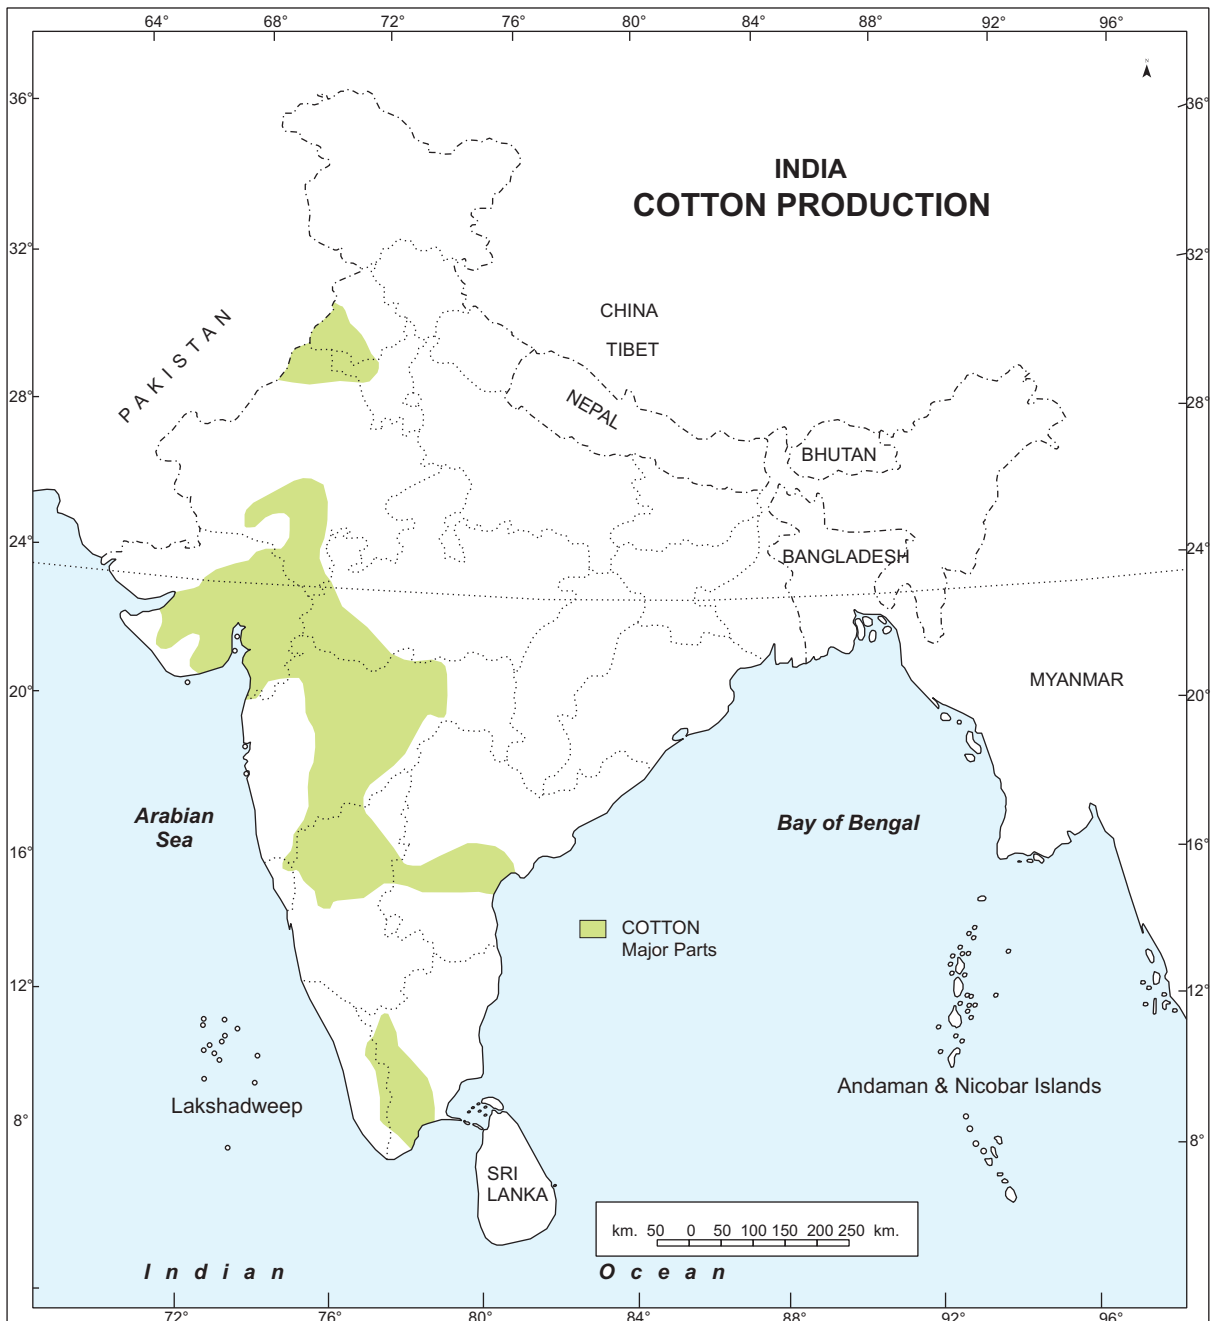 64° 68° 72° 76° 80° 84° 88° 92° 96°
N
36° 36°
INDIA
COTTON PRODUCTION
32° 32°
CHINA
TIBET
PAKISTAN
28° 28°
NEPAL
BHUTAN
24° 24°
BANGLADESH
MYANMAR
20° 20°
Arabian
Sea
Bay of Bengal
16° 16°
COTTON
Major Parts
12° 12°
Andaman & Nicobar Islands
Lakshadweep
8° 8°
SRI
LANKA
km. 50 0 50 100 150 200 250 km.
Indian Ocean
72° 76° 80° 84° 88° 92° 96°